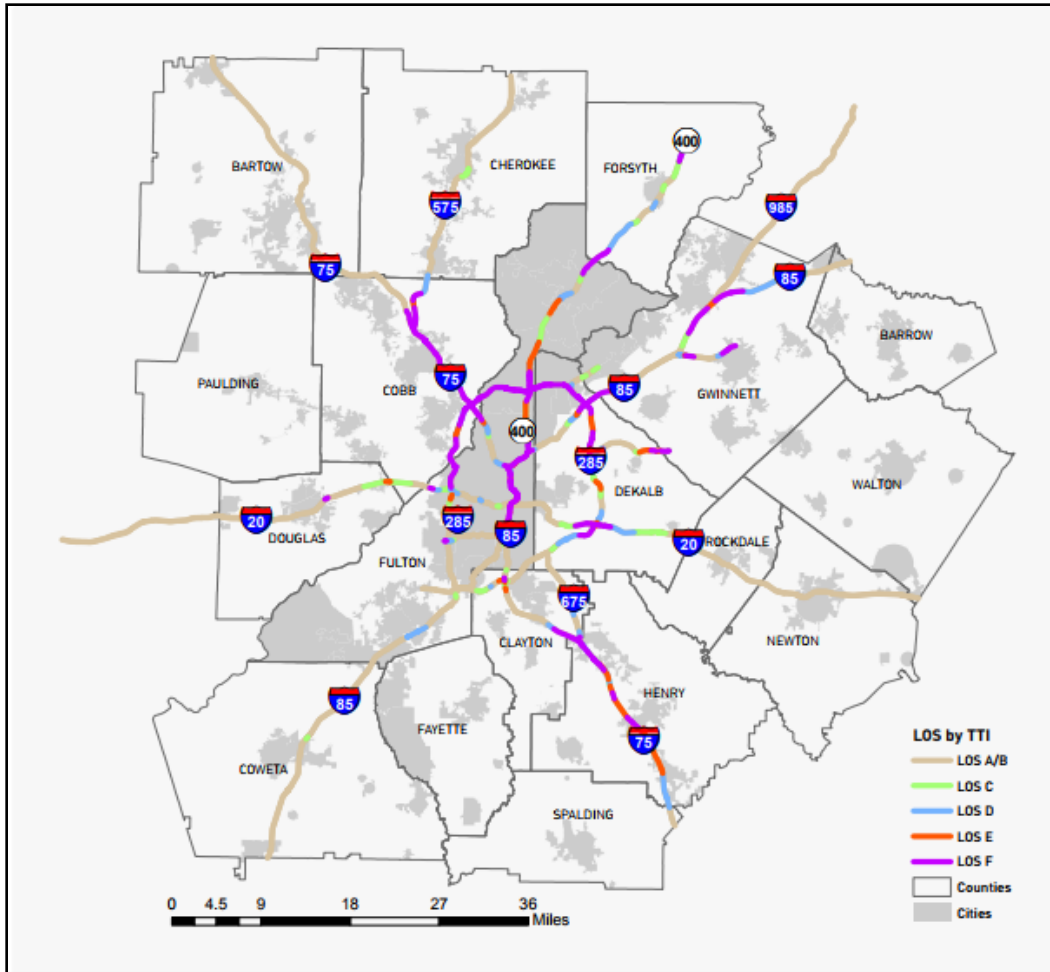 400
CHEROKEE
FORSYTH
BARTOW
575
985
75
85
BARRON
PAULDING
COBB
75
85
GWINNETT
400
285
WALTON
DEKALB
20
DOUGLAS
285
85
20
ROCKDALE
FULTON
675
NEWTON
CLAYTON
HENRY
85
FAYETTE
75
COWETA
SPALDING
LOS by TTI
LOS A/B
LOS C
LOS D
LOS E
LOS F
Counties
Cities
0 4.5 9 18 27 36
Miles